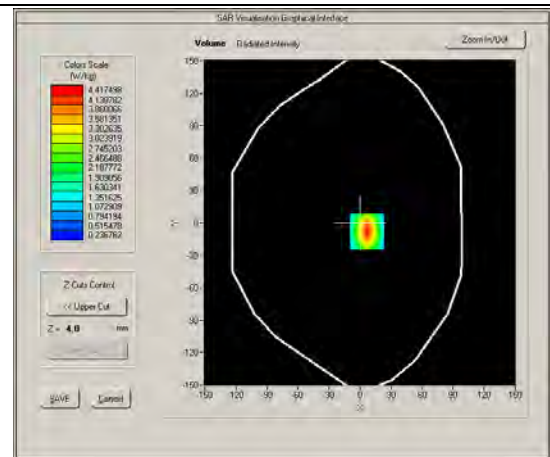 SAR Visualisation Graphical Interface
Volume Radiated Intensity
Zoom In/Out
Colors Scale
(W/kg)
4.417498
4.138782
3.860066
3.581351
3.302635
3.023919
2.745203
2.466488
2.187772
1.909056
1.630341
1.351625
1.072909
0.794194
0.515478
0.236762
Z Cuts Control
<< Upper Cut
Z = 4.0 mm
SAVE Cancel
150-
120-
90-
60-
30-
0-
-30-
-60-
-90-
-120-
-150-
Y
-150 -120 -90 -60 -30 0 30 60 90 120 150
X